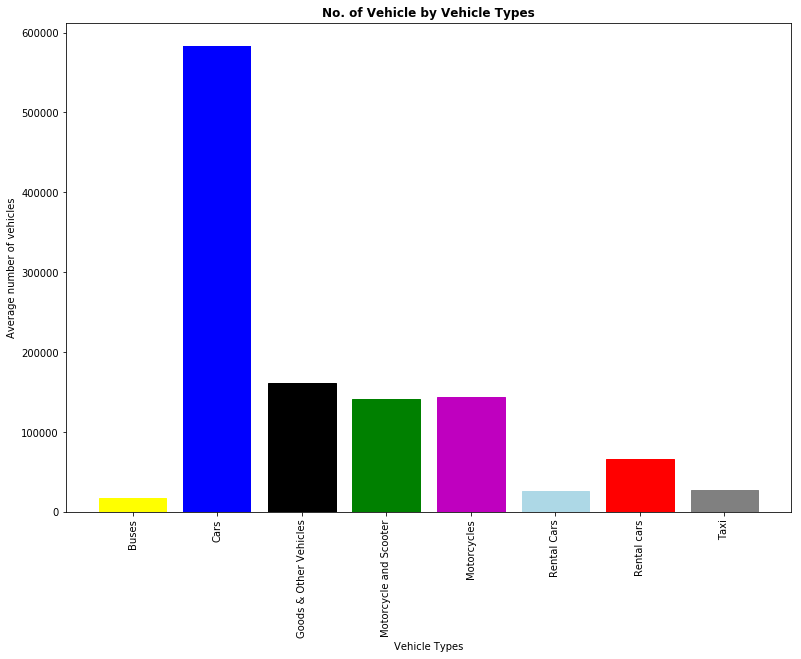 No. of Vehicle by Vehicle Types
600000
500000
400000
300000
200000
100000
0
Average number of vehicles
Buses
Cars
Goods & Other Vehicles
Motorcycle and Scooter
Motorcycles
Rental Cars
Rental cars
Taxi
Vehicle Types